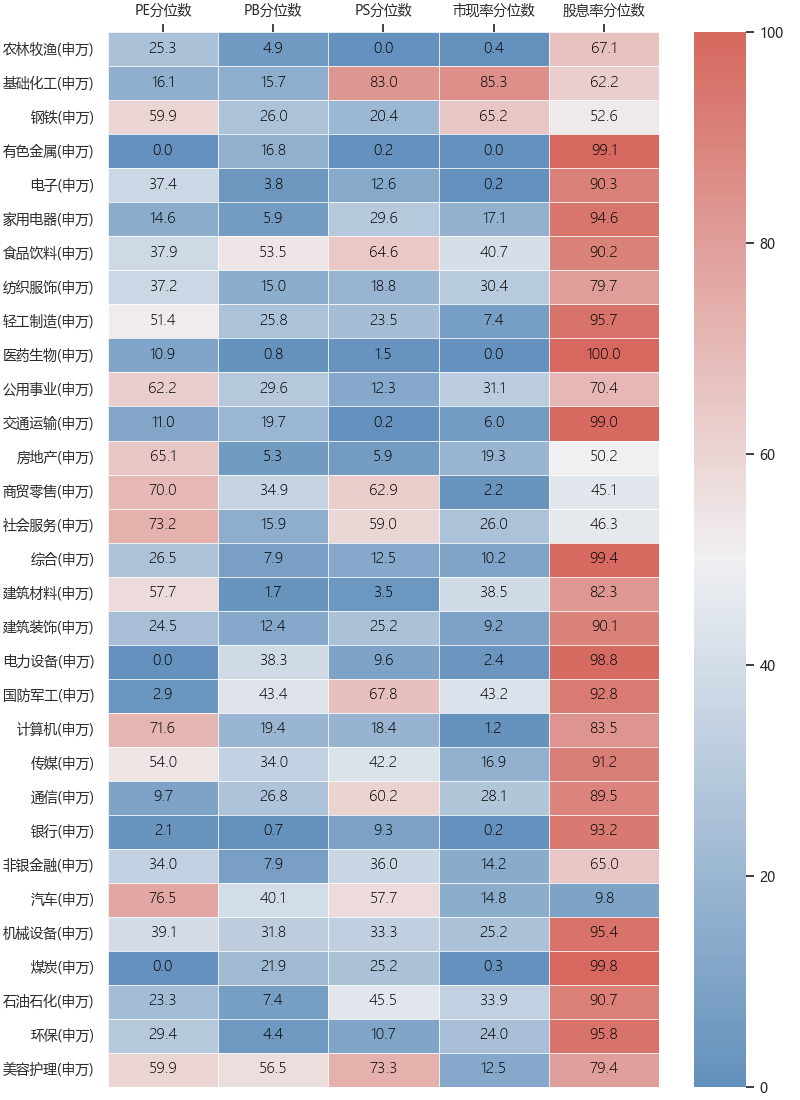 PE分位数 PB分位数 PS分位数 市现率分位数 股息率分位数
农林牧渔(申万) 25.3 4.9 0.0 0.4 67.1
基础化工(申万) 16.1 15.7 83.0 85.3 62.2
钢铁(申万) 59.9 26.0 20.4 65.2 52.6
有色金属(申万) 0.0 16.8 0.2 0.0 99.1
电子(申万) 37.4 3.8 12.6 0.2 90.3
家用电器(申万) 14.6 5.9 29.6 17.1 94.6
食品饮料(申万) 37.9 53.5 64.6 40.7 90.2
纺织服饰(申万) 37.2 15.0 18.8 30.4 79.7
轻工制造(申万) 51.4 25.8 23.5 7.4 95.7
医药生物(申万) 10.9 0.8 1.5 0.0 100.0
公用事业(申万) 62.2 29.6 12.3 31.1 70.4
交通运输(申万) 11.0 19.7 0.2 6.0 99.0
房地产(申万) 65.1 5.3 5.9 19.3 50.2
商贸零售(申万) 70.0 34.9 62.9 2.2 45.1
社会服务(申万) 73.2 15.9 59.0 26.0 46.3
综合(申万) 26.5 7.9 12.5 10.2 99.4
建筑材料(申万) 57.7 1.7 3.5 38.5 82.3
建筑装饰(申万) 24.5 12.4 25.2 9.2 90.1
电力设备(申万) 0.0 38.3 9.6 2.4 98.8
国防军工(申万) 2.9 43.4 67.8 43.2 92.8
计算机(申万) 71.6 19.4 18.4 1.2 83.5
传媒(申万) 54.0 34.0 42.2 16.9 91.2
通信(申万) 9.7 26.8 60.2 28.1 89.5
银行(申万) 2.1 0.7 9.3 0.2 93.2
非银金融(申万) 34.0 7.9 36.0 14.2 65.0
汽车(申万) 76.5 40.1 57.7 14.8 9.8
机械设备(申万) 39.1 31.8 33.3 25.2 95.4
煤炭(申万) 0.0 21.9 25.2 0.3 99.8
石油石化(申万) 23.3 7.4 45.5 33.9 90.7
环保(申万) 29.4 4.4 10.7 24.0 95.8
美容护理(申万) 59.9 56.5 73.3 12.5 79.4
100
80
60
40
20
0